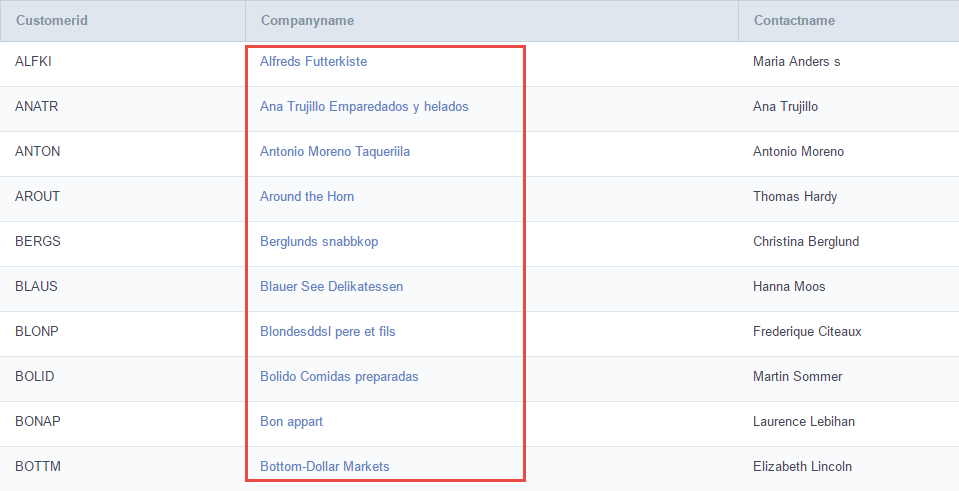 Customerid Companyname Contactname
ALFKI Alfreds Futterkiste Maria Anders s
ANATR Ana Trujillo Emparedados y helados Ana Trujillo
ANTON Antonio Moreno Taqueriila Antonio Moreno
AROUT Around the Horn Thomas Hardy
BERGS Berglunds snabbkop Christina Berglund
BLAUS Blauer See Delikatessen Hanna Moos
BLONP Blondesddsl pere et fils Frederique Citeaux
BOLID Bolido Comidas preparadas Martin Sommer
BONAP Bon appart Laurence Lebihan
BOTTM Bottom-Dollar Markets Elizabeth Lincoln